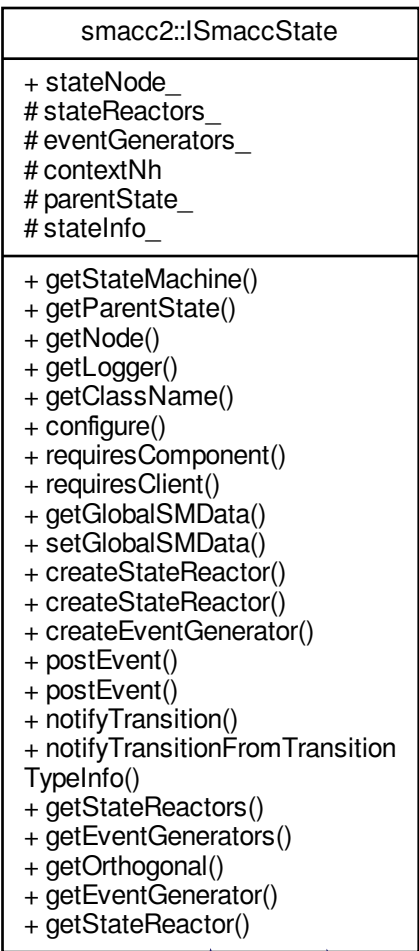 smacc2::ISmaccState
+ stateNode_
# stateReactors_
# eventGenerators_
# contextNh
# parentState_
# stateInfo_
+ getStateMachine()
+ getParentState()
+ getNode()
+ getLogger()
+ getClassName()
+ configure()
+ requiresComponent()
+ requiresClient()
+ getGlobalSMData()
+ setGlobalSMData()
+ createStateReactor()
+ createStateReactor()
+ createEventGenerator()
+ postEvent()
+ postEvent()
+ notifyTransition()
+ notifyTransitionFromTransition
TypeInfo()
+ getStateReactors()
+ getEventGenerators()
+ getOrthogonal()
+ getEventGenerator()
+ getStateReactor()